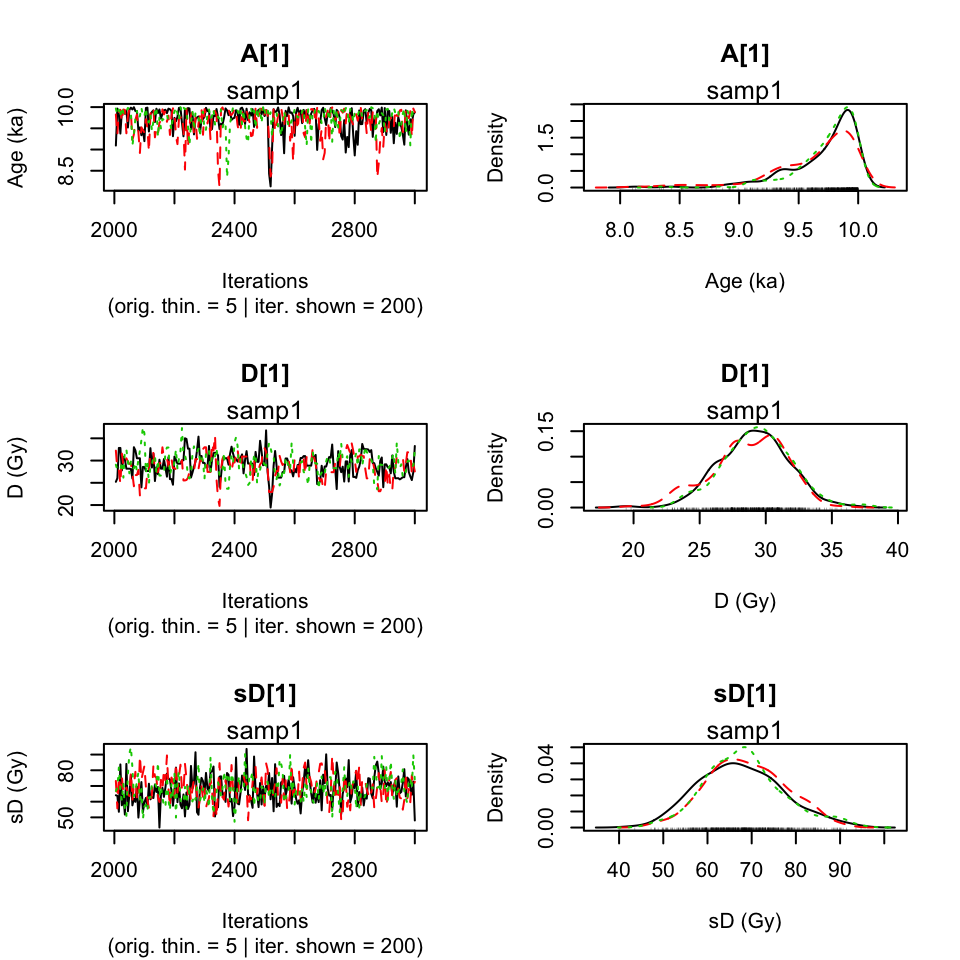 A[1]
samp1
Age (ka)
10.0
8.5
2000 2400 2800
Iterations
(orig. thin. = 5 | iter. shown = 200)
A[1]
samp1
Density
1.5
0.0
8.0 8.5 9.0 9.5 10.0
Age (ka)
D[1]
samp1
D (Gy)
30
20
2000 2400 2800
Iterations
(orig. thin. = 5 | iter. shown = 200)
D[1]
samp1
Density
0.15
0.00
20 25 30 35 40
D (Gy)
sD[1]
samp1
sD (Gy)
80
50
2000 2400 2800
Iterations
(orig. thin. = 5 | iter. shown = 200)
sD[1]
samp1
Density
0.04
0.00
40 50 60 70 80 90
sD (Gy)